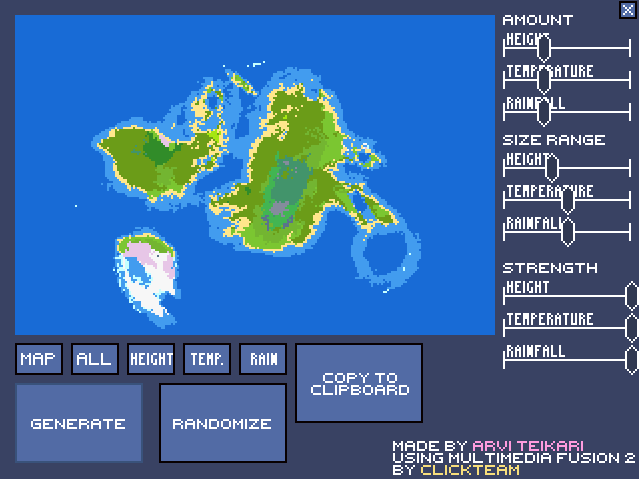 AMOUNT
HEIGHT
TEMPERATURE
RAINFALL
SIZE RANGE
HEIGHT
TEMPERATURE
RAINFALL
STRENGTH
HEIGHT
TEMPERATURE
RAINFALL
MAP
ALL
HEIGHT
TEMP.
RAIN
COPY TO
CLIPBOARD
GENERATE
RANDOMIZE
MADE BY ARVI TEIKARI
USING MULTIMEDIA FUSION 2
BY CLICKTEAM